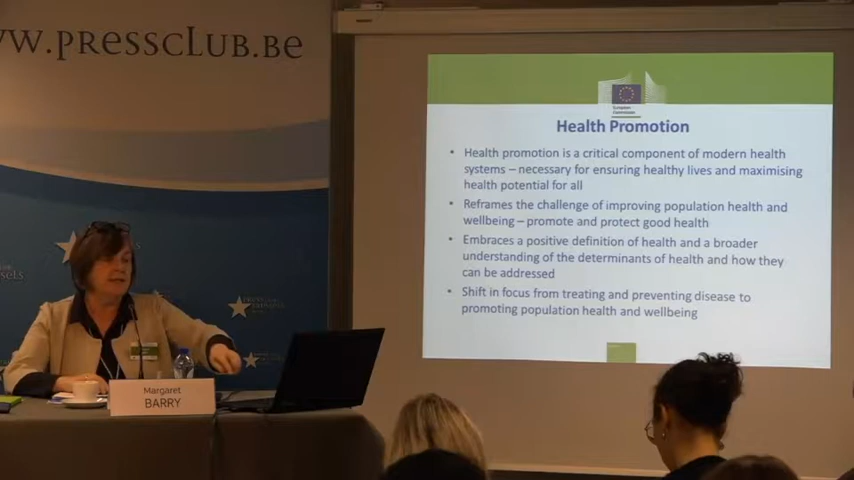 ww.PressClub.be
European
Commission
Health Promotion
• Health promotion is a critical component of modern health
systems – necessary for ensuring healthy lives and maximising
health potential for all
• Reframes the challenge of improving population health and
wellbeing – promote and protect good health
• Embraces a positive definition of health and a broader
understanding of the determinants of health and how they
can be addressed
• Shift in focus from treating and preventing disease to
promoting population health and wellbeing
Margaret
BARRY